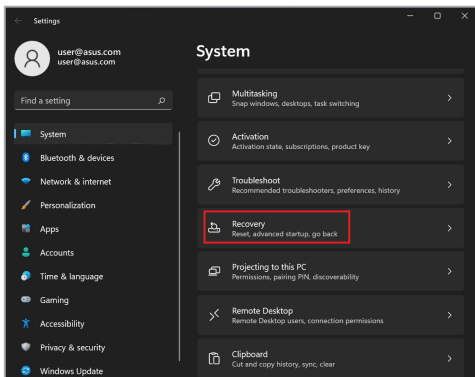 Settings
user@asus.com
user@asus.com
Find a setting
System
Bluetooth & devices
Network & internet
Personalization
Apps
Accounts
Time & language
Gaming
Accessibility
Privacy & security
Windows Update
System
Multitasking
Snap windows, desktops, task switching
Activation
Activation state, subscriptions, product key
Troubleshoot
Recommended troubleshooters, preferences, history
Recovery
Reset, advanced startup, go back
Projecting to this PC
Permissions, pairing PIN, discoverability
Remote Desktop
Remote Desktop users, connection permissions
Clipboard
Cut and copy history, sync, clear